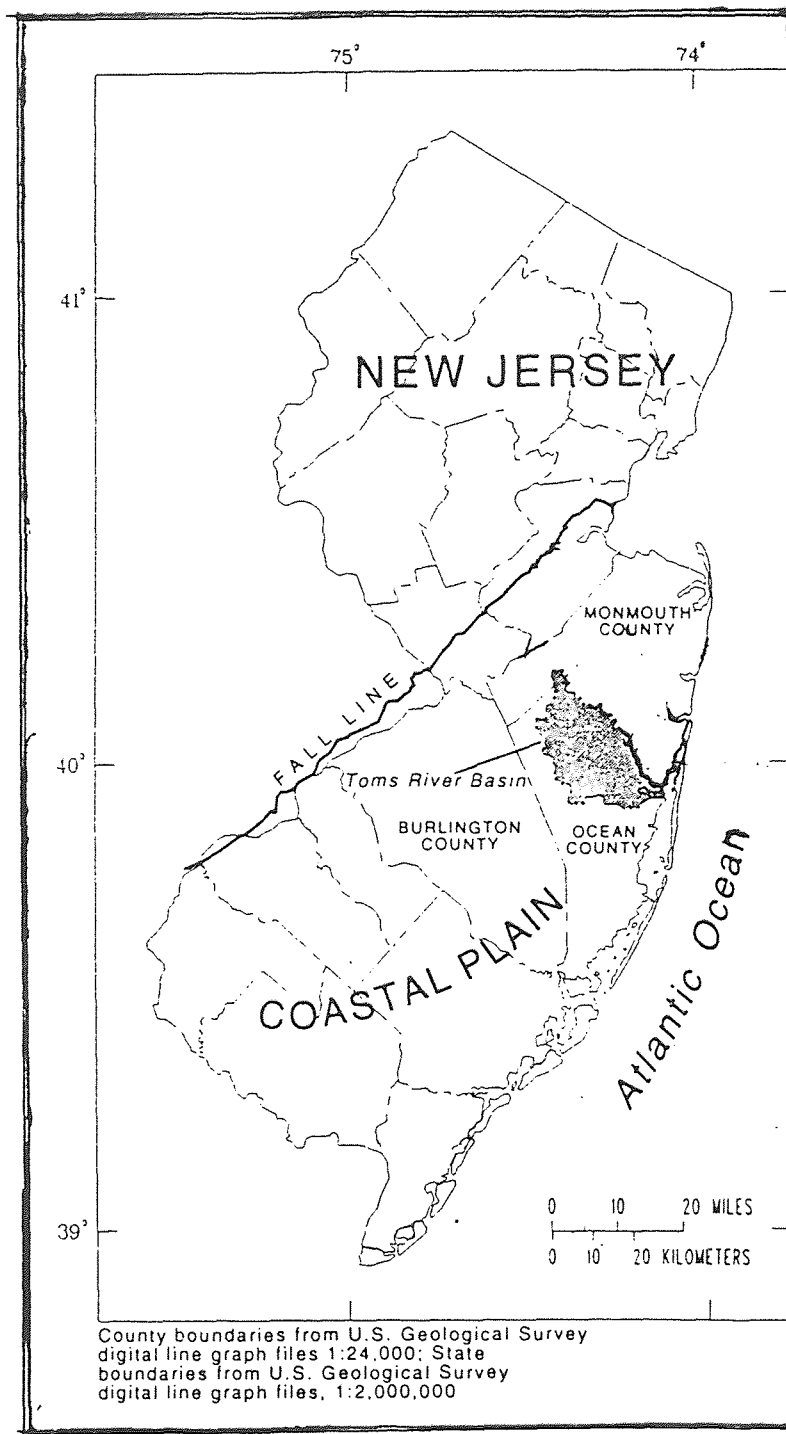 75° 74°
41°
NEW JERSEY
MONMOUTH
COUNTY
FALL LINE
40°
Toms River Basin
BURLINGTON
COUNTY
OCEAN
COUNTY
COASTAL PLAIN
Atlantic Ocean
0 10 20 MILES
0 10 20 KILOMETERS
39°
County boundaries from U.S. Geological Survey
digital line graph files 1:24,000; State
boundaries from U.S. Geological Survey
digital line graph files, 1:2,000,000